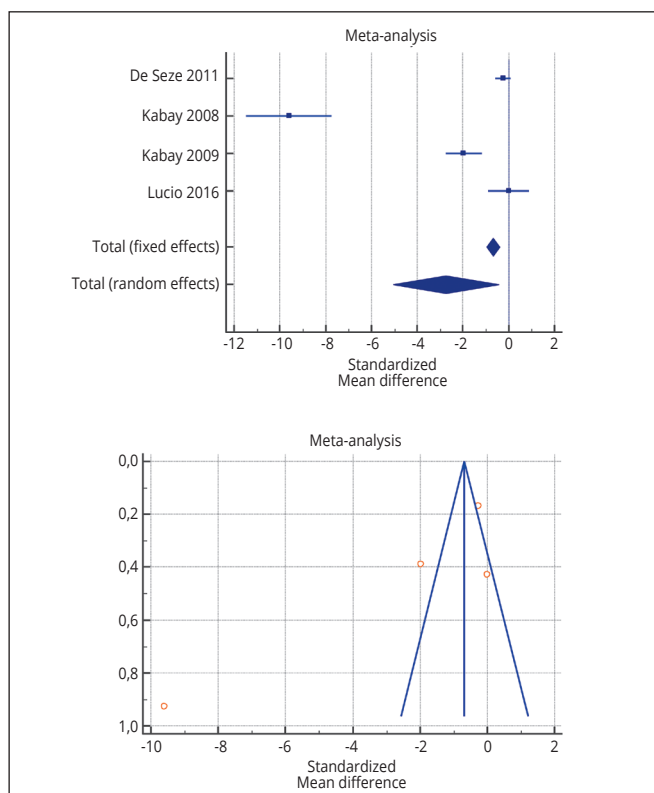 Meta-analysis
De Seze 2011
Kabay 2008
Kabay 2009
Lucio 2016
Total (fixed effects)
Total (random effects)
-12 -10 -8 -6 -4 -2 0 2
Standardized
Mean difference
Meta-analysis
0,0
0,2
0,4
0,6
0,8
1,0
-10 -8 -6 -4 -2 0 2
Standardized
Mean difference